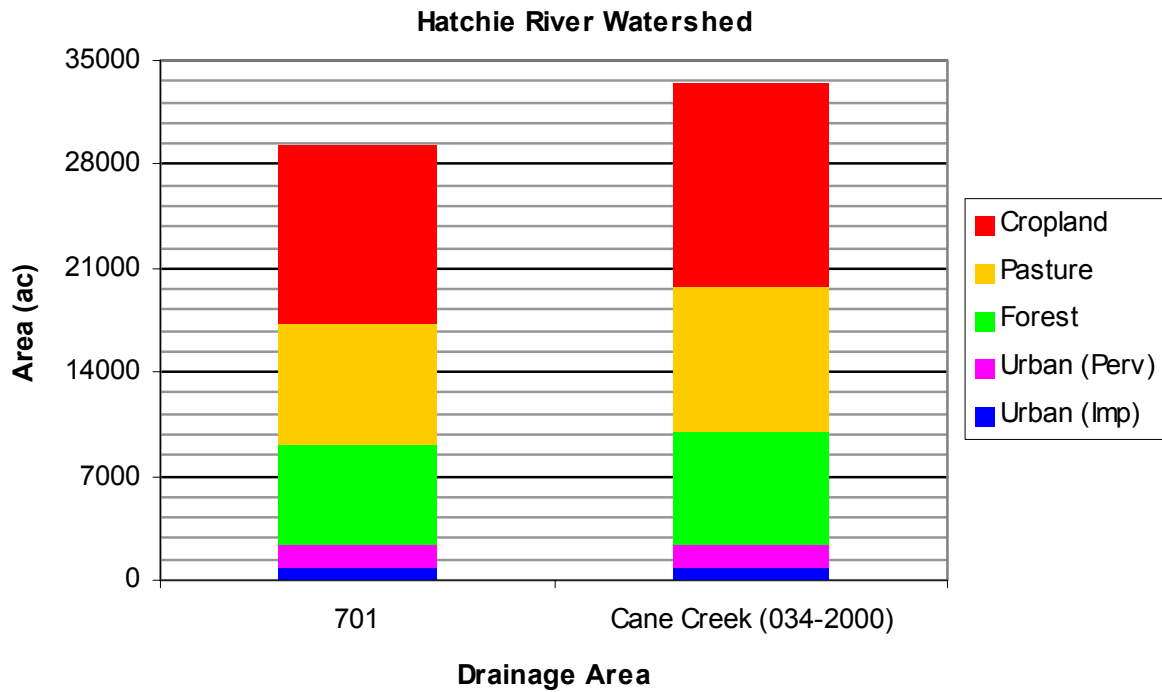 Hatchie River Watershed
35000
28000
21000
14000
7000
0
Area (ac)
701
Cane Creek (034-2000)
Drainage Area
Cropland
Pasture
Forest
Urban (Perv)
Urban (Imp)